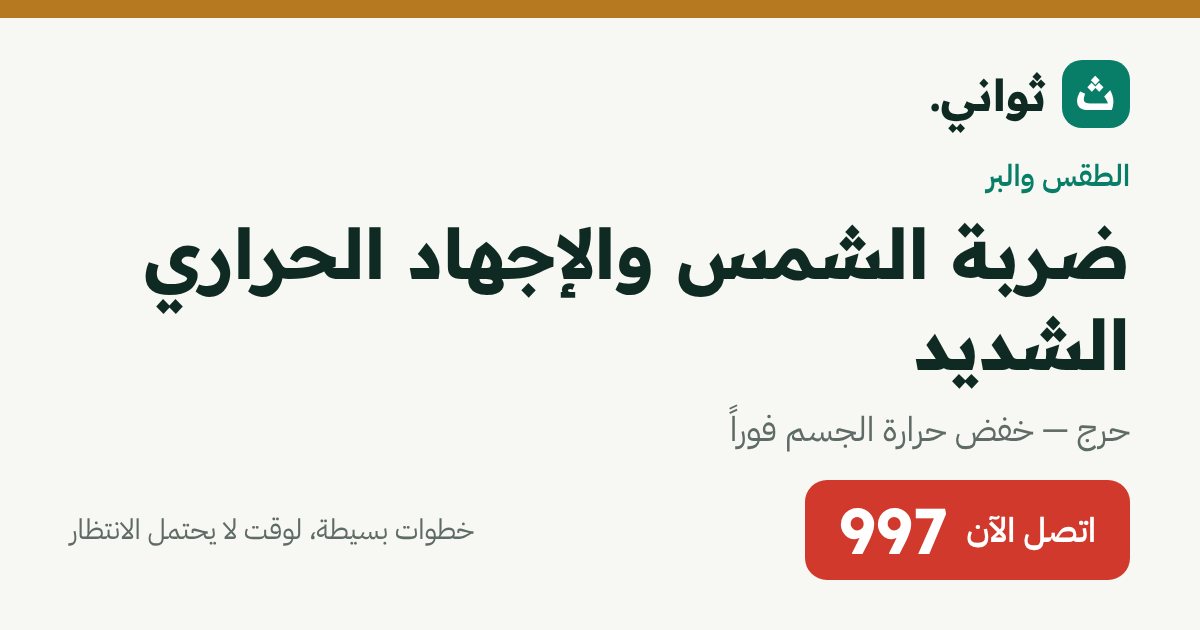 ث
ثواني.
الطقس والبر
ضربة الشمس والإجهاد الحراري
الشديد
حرج — خفض حرارة الجسم فوراً
اتصل الآن 997
خطوات بسيطة، لوقت لا يحتمل الانتظار